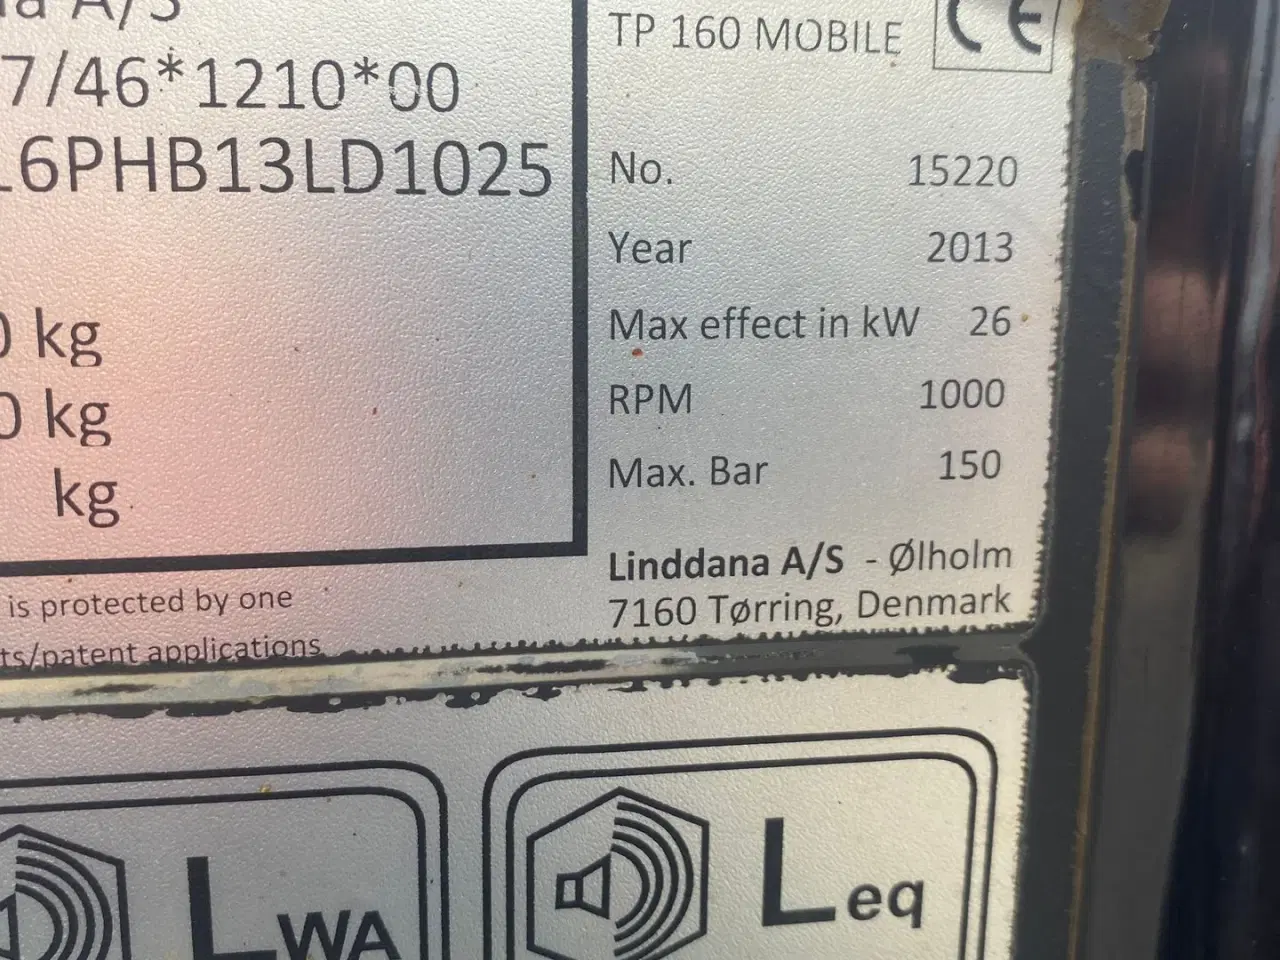 A/S
7/46*1210*00
6PHB13LD1025
0 kg
0 kg
kg
is protected by one
ts/patent applications
TP 160 MOBILE CE
No. 15220
Year 2013
Max effect in kW 26
RPM 1000
Max. Bar 150
Linddana A/S - Ølholm
7160 Tørring, Denmark
LWA
Leq